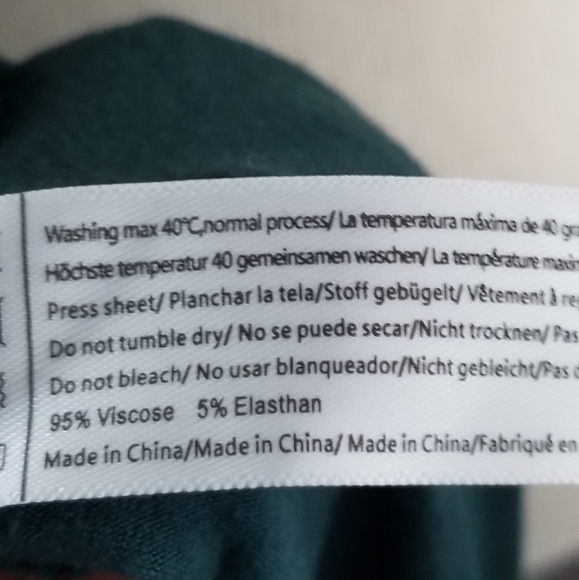 Washing max 40℃,normal process/ La temperatura máxima de 40
Höchste temperatur 40 gemeinsamen waschen/ La température
Press sheet/ Planchar la tela/Stoff gebügelt/ Vêtement à
Do not tumble dry/ No se puede secar/Nicht trocknen/ Pas
Do not bleach/ No usar blanqueador/Nicht gebleicht/Pas
95% Viscose 5% Elasthan
Made in China/Made in China/ Made in China/Fabriqué en